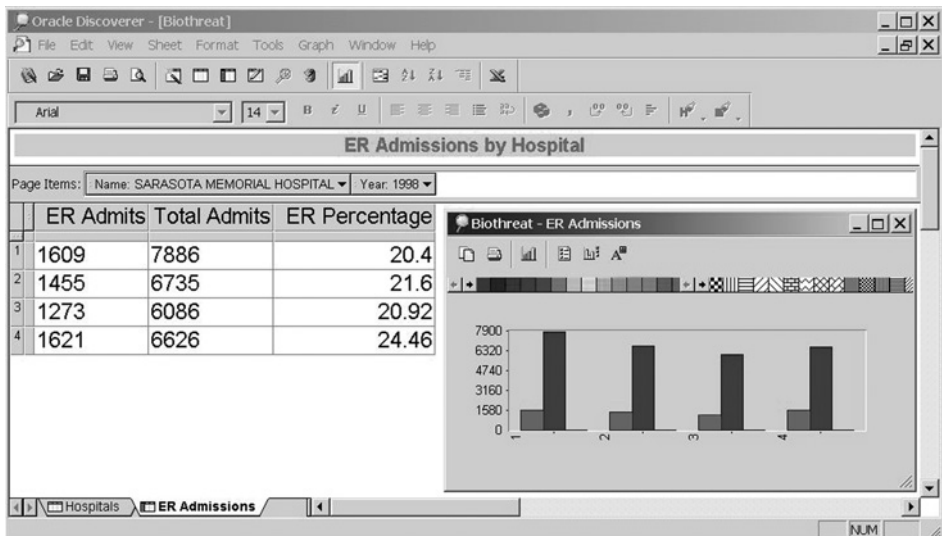 Oracle Discoverer - [Biothreat]
File Edit View Sheet Format Tools Graph Window Help
Arial 14 B i U
ER Admissions by Hospital
Page Items: Name: SARASOTA MEMORIAL HOSPITAL Year: 1998
ER Admits Total Admits ER Percentage
1 1609 7886 20.4
2 1455 6735 21.6
3 1273 6086 20.92
4 1621 6626 24.46
Biothreat - ER Admissions
7900
6320
4740
3160
1580
0
1 2 3 4
Hospitals ER Admissions
NUM